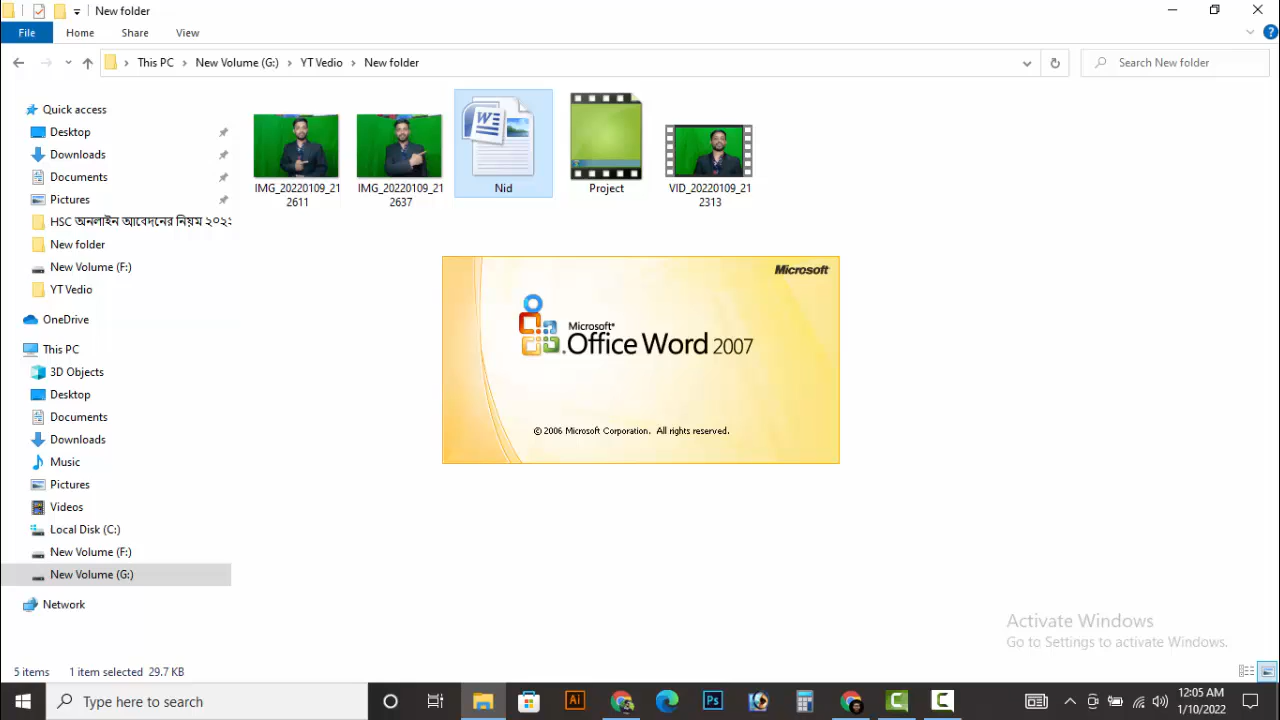 New folder
File Home Share View
This PC New Volume (G:) YT Vedio New folder
Search New folder
Quick access
Desktop
Downloads
Documents
Pictures
HSC অনলাইন আবেদনের নিয়ম ২০২১
New folder
New Volume (F:)
YT Vedio
OneDrive
This PC
3D Objects
Desktop
Documents
Downloads
Music
Pictures
Videos
Local Disk (C:)
New Volume (F:)
New Volume (G:)
Network
IMG_20220109_21
2611
IMG_20220109_21
2637
Nid
Project
VID_20220109_21
2313
Microsoft
Microsoft®
Office Word 2007
© 2006 Microsoft Corporation. All rights reserved.
Activate Windows
Go to Settings to activate Windows.
5 items 1 item selected 29.7 KB
Type here to search
Ai
Ps
12:05 AM
1/10/2022